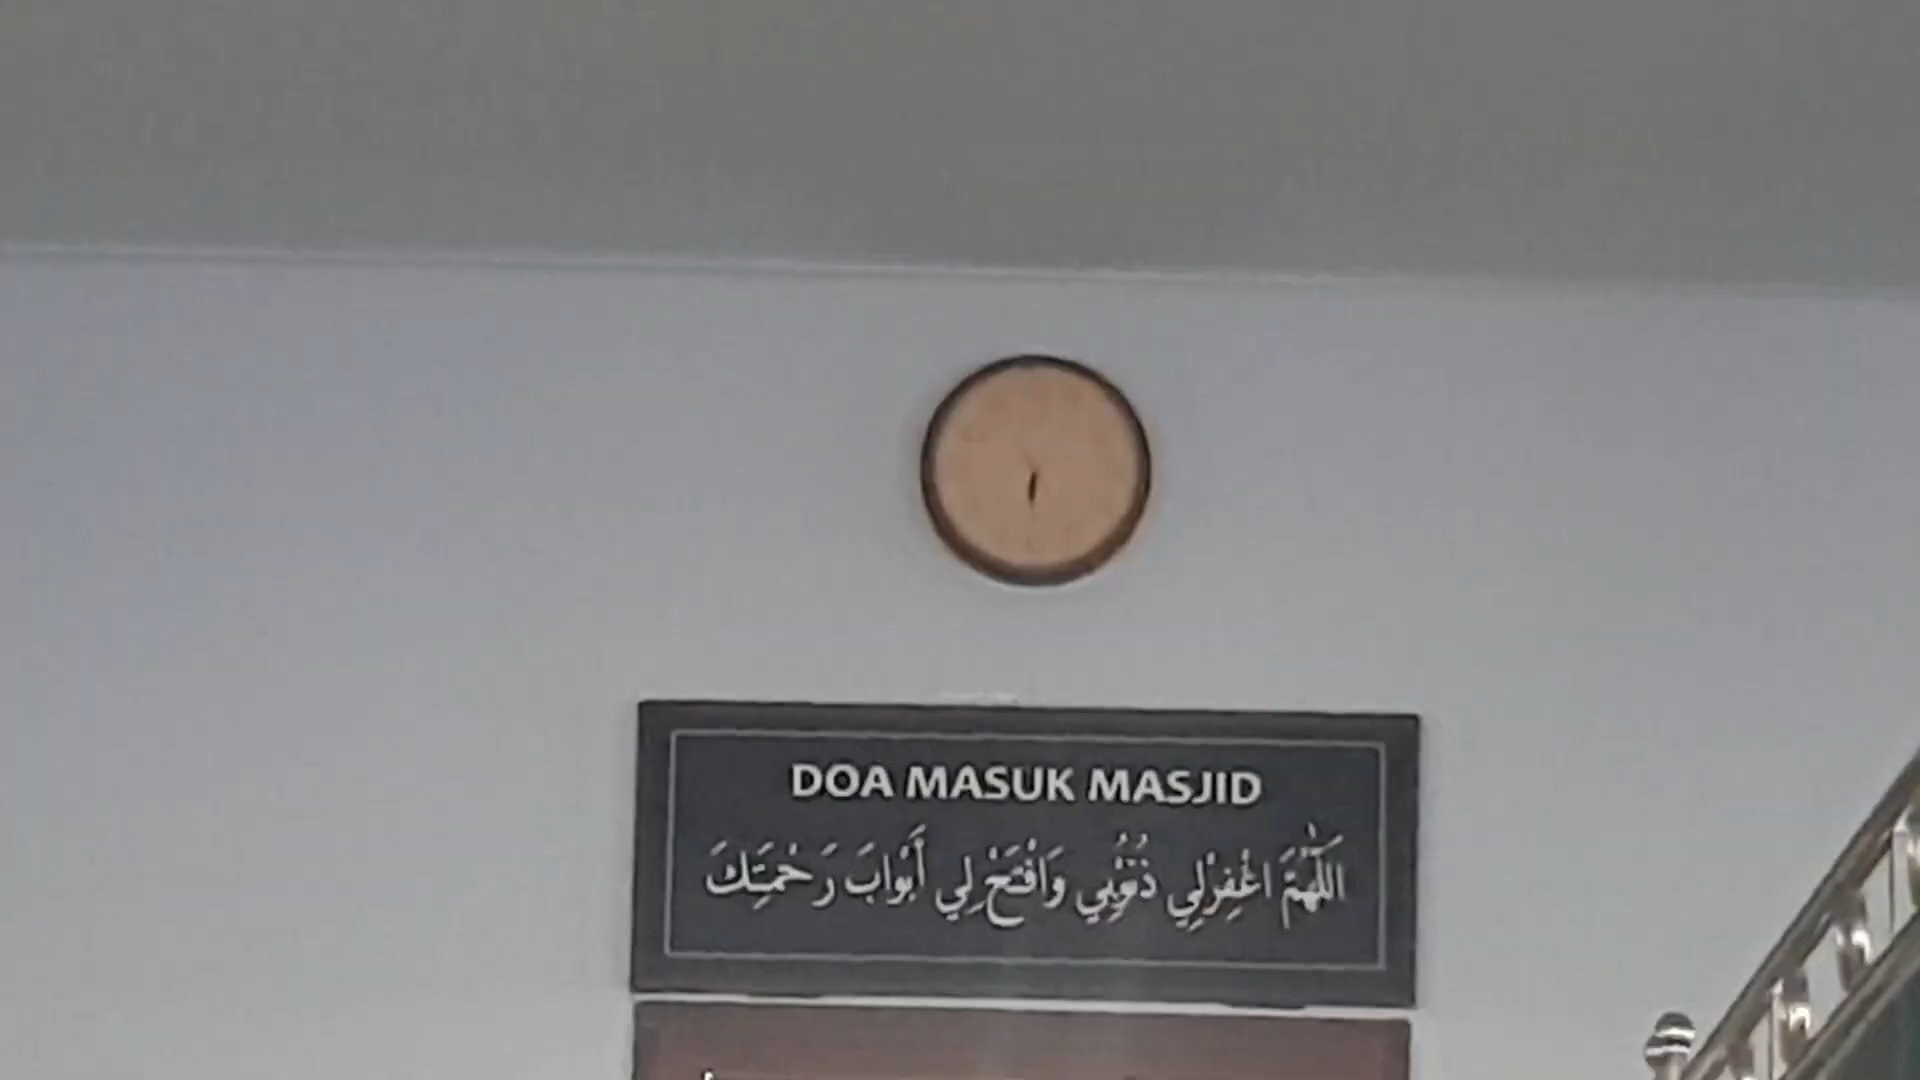 DOA MASUK MASJID
اللَّهُمَّ اغْفِرْلِي ذُنُوْبِي وَافْتَحْ لِي أَبْوَابَ رَحْمَتِكَ